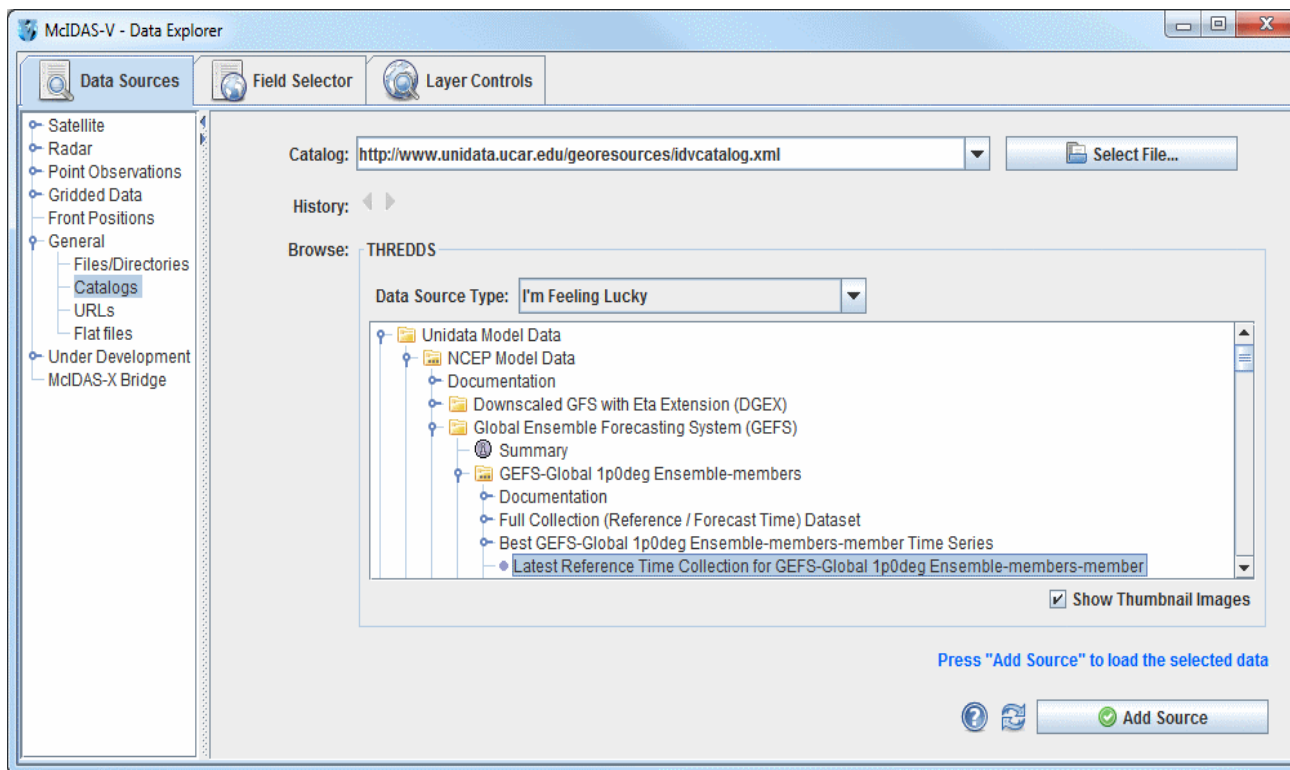 McIDAS-V - Data Explorer
Data Sources
Field Selector
Layer Controls
Satellite
Radar
Point Observations
Gridded Data
Front Positions
General
Files/Directories
Catalogs
URLs
Flat files
Under Development
McIDAS-X Bridge
Catalog: http://www.unidata.ucar.edu/georesources/idvcatalog.xml Select File...
History:
Browse: THREDDS
Data Source Type: I'm Feeling Lucky
Unidata Model Data
NCEP Model Data
Documentation
Downscaled GFS with Eta Extension (DGEX)
Global Ensemble Forecasting System (GEFS)
Summary
GEFS-Global 1p0deg Ensemble-members
Documentation
Full Collection (Reference / Forecast Time) Dataset
Best GEFS-Global 1p0deg Ensemble-members-member Time Series
Latest Reference Time Collection for GEFS-Global 1p0deg Ensemble-members-member
Show Thumbnail Images
Press "Add Source" to load the selected data
Add Source